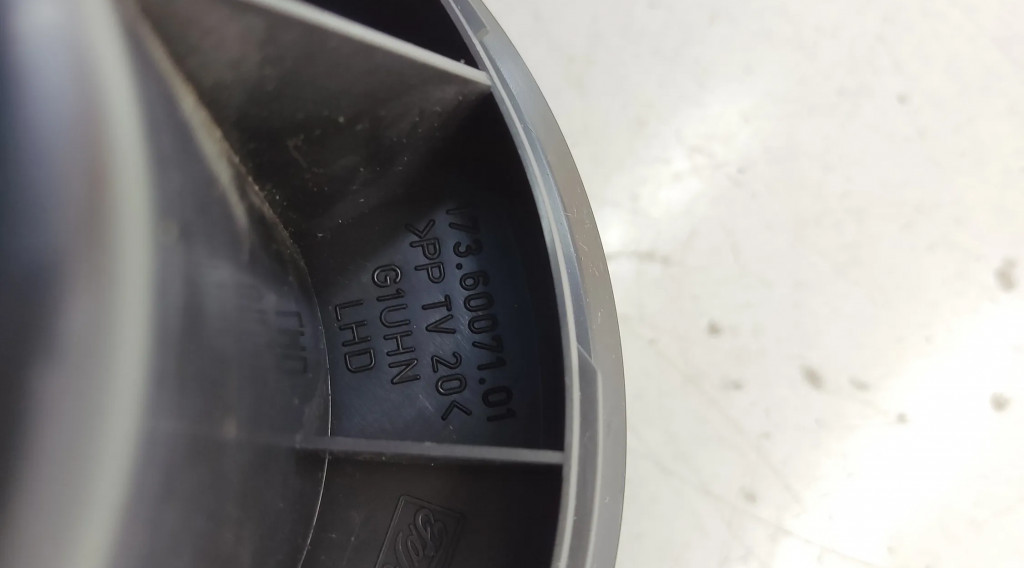 173.60071.01
>PP TV 20<
G1UHN
LHD